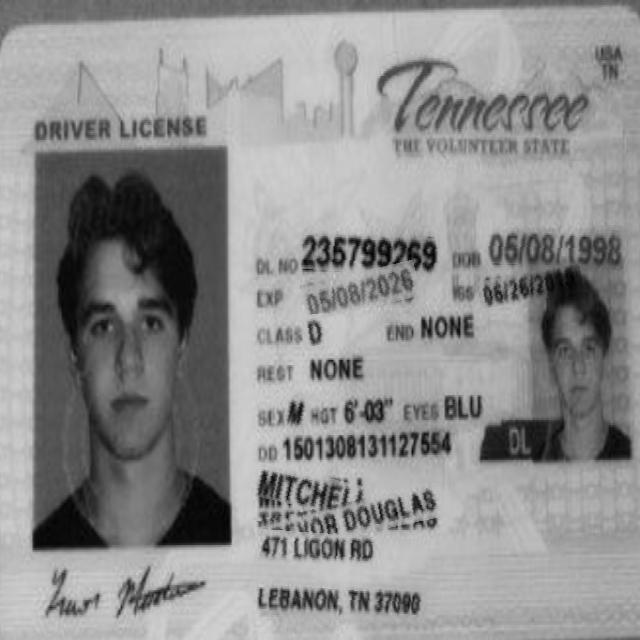 USA
TN
Tennessee
THE VOLUNTEER STATE
DRIVER LICENSE
DL NO 235799269 DOB 05/08/1998
EXP 05/08/2026 ISS 06/26/2018
CLASS D END NONE
REST NONE
SEX M HGT 6'-03" EYES BLU
DD 1501308131127554
DL
MITCHELL
TREVOR DOUGLAS
471 LIGON RD
LEBANON, TN 37090